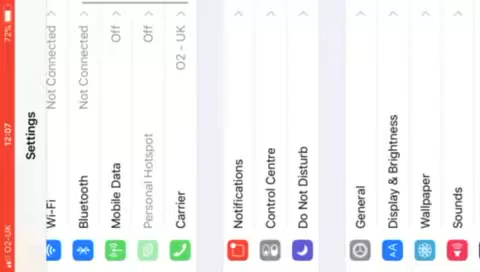 O2-UK 12:07 72%
Settings
Wi-Fi Not Connected
Bluetooth Not Connected
Mobile Data Off
Personal Hotspot Off
Carrier O2 - UK
Notifications
Control Centre
Do Not Disturb
General
Display & Brightness
AA
Wallpaper
Sounds